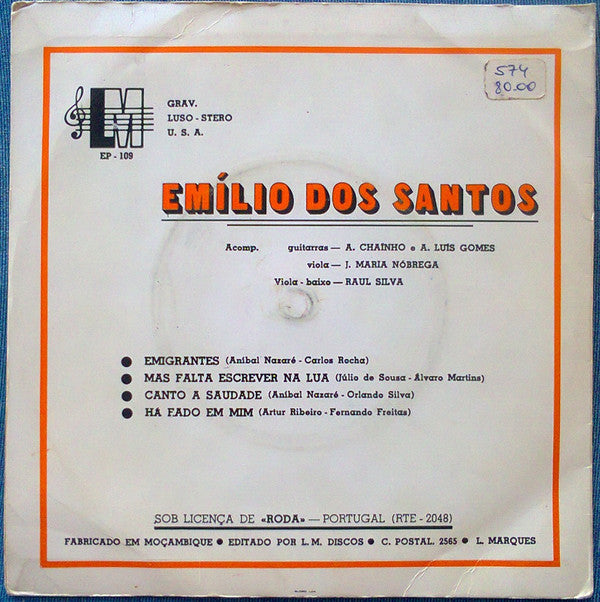 574
80.00
LM
GRAV.
LUSO - STERO
U. S. A.
EP - 109
EMÍLIO DOS SANTOS
Acomp. guitarras — A. CHAÍNHO e A. LUÍS GOMES
viola — J. MARIA NÓBREGA
Viola - baixo — RAUL SILVA
● EMIGRANTES (Aníbal Nazaré - Carlos Rocha)
● MAS FALTA ESCREVER NA LUA (Júlio de Sousa - Álvaro Martins)
● CANTO A SAUDADE (Aníbal Nazaré - Orlando Silva)
● HÁ FADO EM MIM (Artur Ribeiro - Fernando Freitas)
SOB LICENÇA DE «RODA» — PORTUGAL (RTE - 2048)
FABRICADO EM MOÇAMBIQUE ● EDITADO POR L. M. DISCOS ● C. POSTAL. 2565 ● L. MARQUES